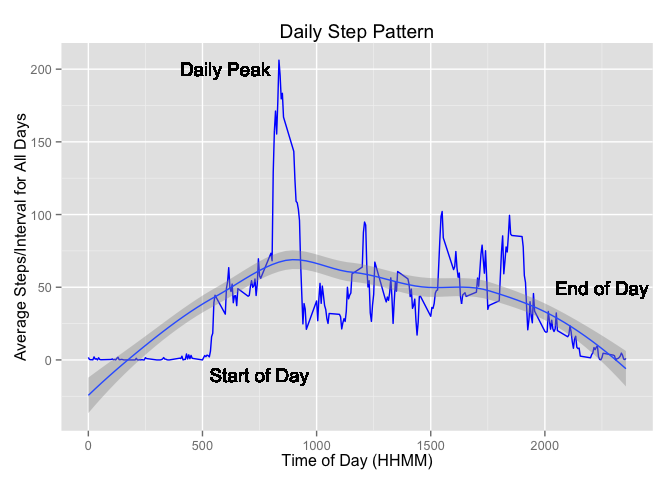 Daily Step Pattern
Average Steps/Interval for All Days
200
150
100
50
0
Daily Peak
End of Day
Start of Day
0
500
1000
1500
2000
Time of Day (HHMM)